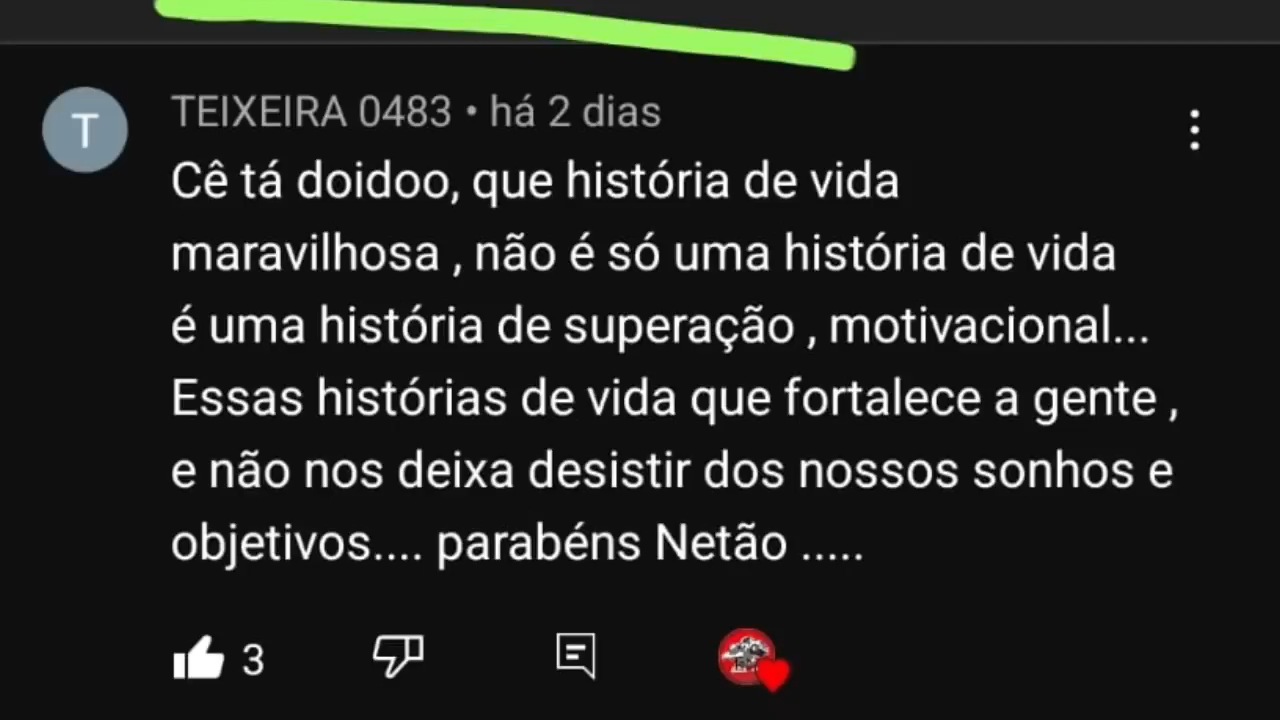 T
TEIXEIRA 0483 • há 2 dias
Cê tá doidoo, que história de vida
maravilhosa , não é só uma história de vida
é uma história de superação , motivacional...
Essas histórias de vida que fortalece a gente ,
e não nos deixa desistir dos nossos sonhos e
objetivos.... parabéns Netão .....
3